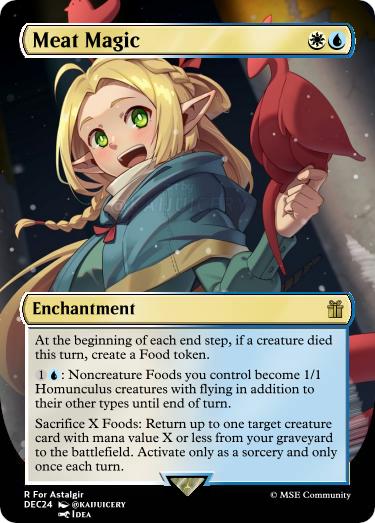 Meat Magic
@KAIJUICERY
Enchantment
At the beginning of each end step, if a creature died
this turn, create a Food token.
1 : Noncreature Foods you control become 1/1
Homunculus creatures with flying in addition to
their other types until end of turn.
Sacrifice X Foods: Return up to one target creature
card with mana value X or less from your graveyard
to the battlefield. Activate only as a sorcery and only
once each turn.
R For Astalgir
DEC24 @KAIJUICERY © MSE Community
IDEA